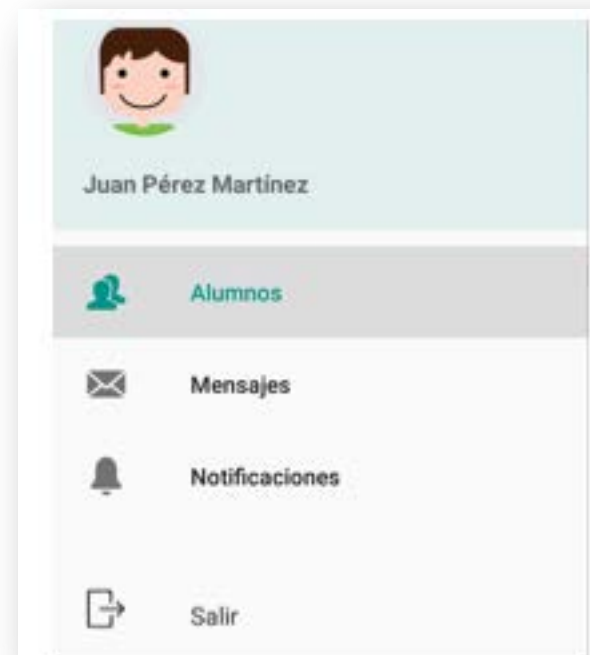 Juan Pérez Martínez
Alumnos
Mensajes
Notificaciones
Salir